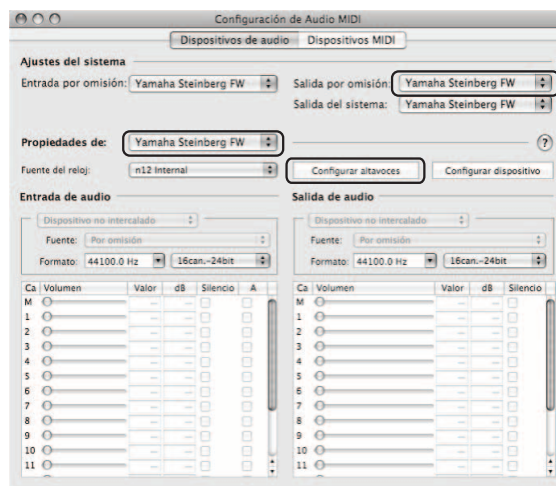 Configuración de Audio MIDI
Dispositivos de audio Dispositivos MIDI
Ajustes del sistema
Entrada por omisión: Yamaha Steinberg FW
Salida por omisión: Yamaha Steinberg FW
Salida del sistema: Yamaha Steinberg FW
Propiedades de: Yamaha Steinberg FW ?
Fuente del reloj: n12 Internal
Configurar altavoces
Configurar dispositivo
Entrada de audio
Dispositivo no intercalado
Fuente: Por omisión
Formato: 44100.0 Hz 16can.-24bit
Ca Volumen Valor dB Silencio A
M
1
2
3
4
5
6
7
8
9
10
11
Salida de audio
Dispositivo no intercalado
Fuente: Por omisión
Formato: 44100.0 Hz 16can.-24bit
Ca Volumen Valor dB Silencio
M
1
2
3
4
5
6
7
8
9
10
11